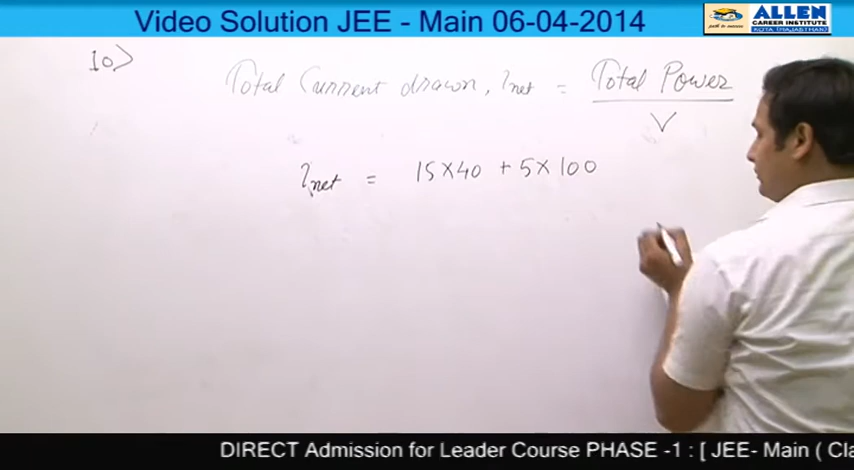 Video Solution JEE - Main 06-04-2014
ALLEN
CAREER INSTITUTE
KOTA (RAJASTHAN)
10>
Total Current drawn, Inet = Total Power
V
Inet = 15×40 + 5×100
DIRECT Admission for Leader Course PHASE -1 : [ JEE- Main ( Cla